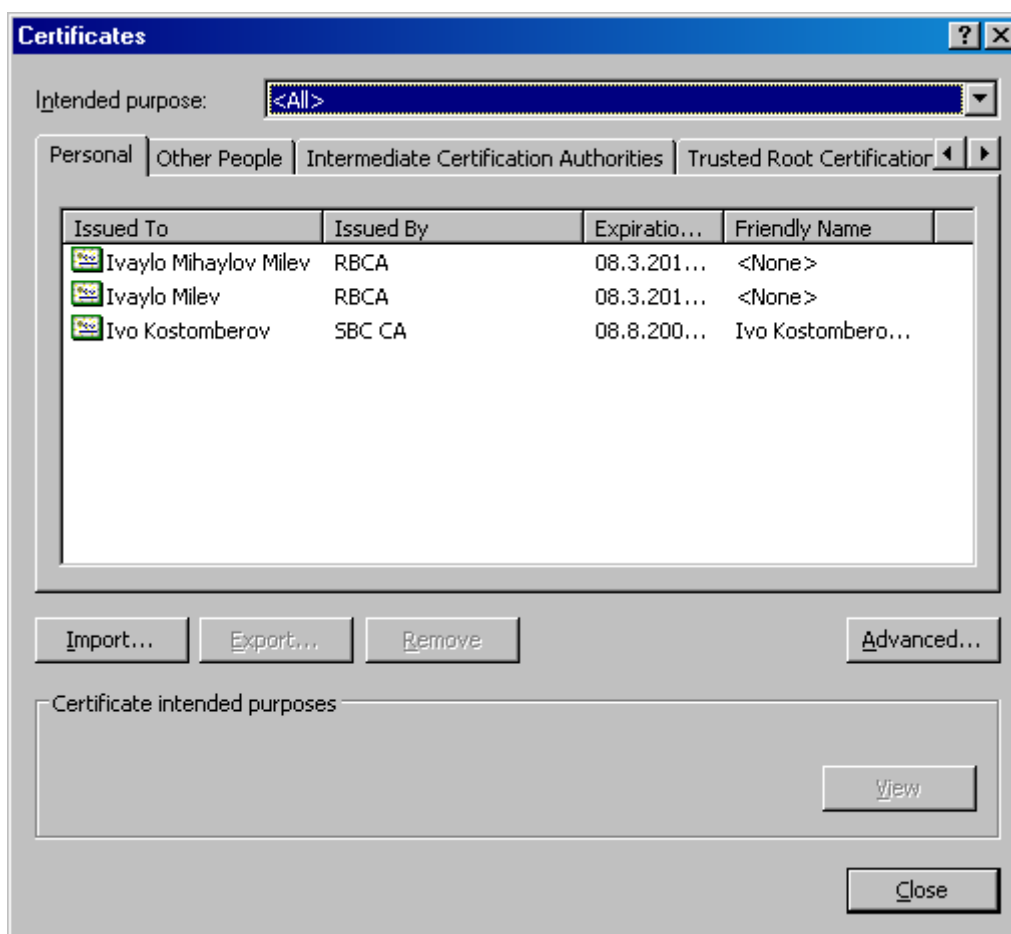 Certificates
Intended purpose: <All>
Personal Other People Intermediate Certification Authorities Trusted Root Certification
Issued To Issued By Expiratio... Friendly Name
Ivaylo Mihaylov Milev RBCA 08.3.201... <None>
Ivaylo Milev RBCA 08.3.201... <None>
Ivo Kostomberov SBC CA 08.8.200... Ivo Kostombero...
Import... Export... Remove Advanced...
Certificate intended purposes
View
Close